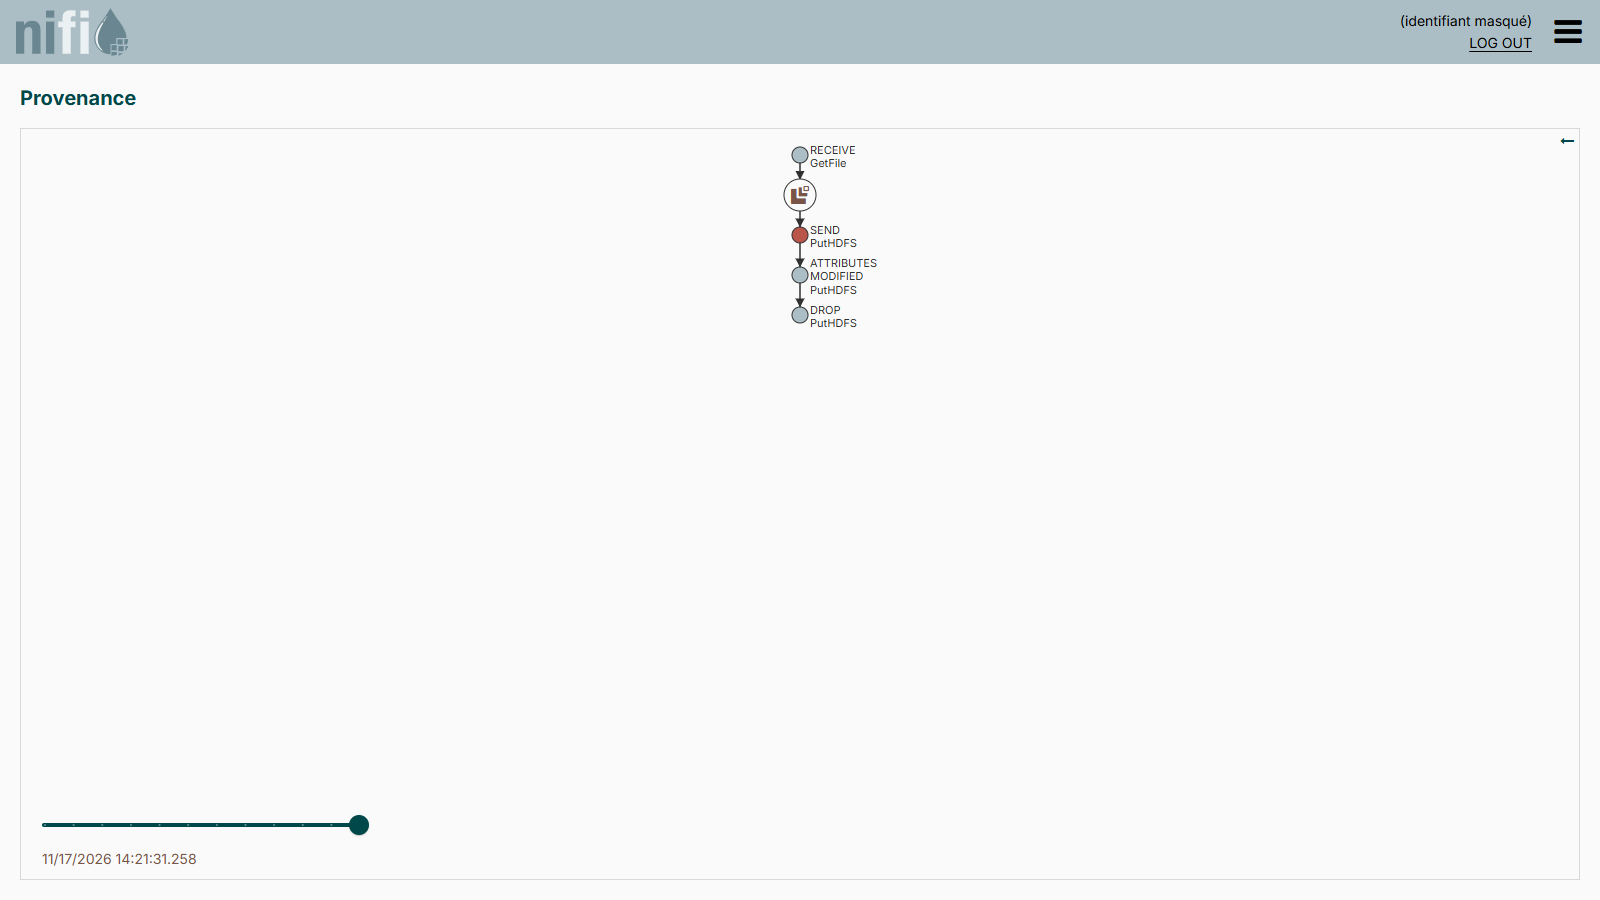 nifi
(identifiant masqué)
LOG OUT
Provenance
RECEIVE
GetFile
SEND
PutHDFS
ATTRIBUTES
MODIFIED
PutHDFS
DROP
PutHDFS
11/17/2026 14:21:31.258